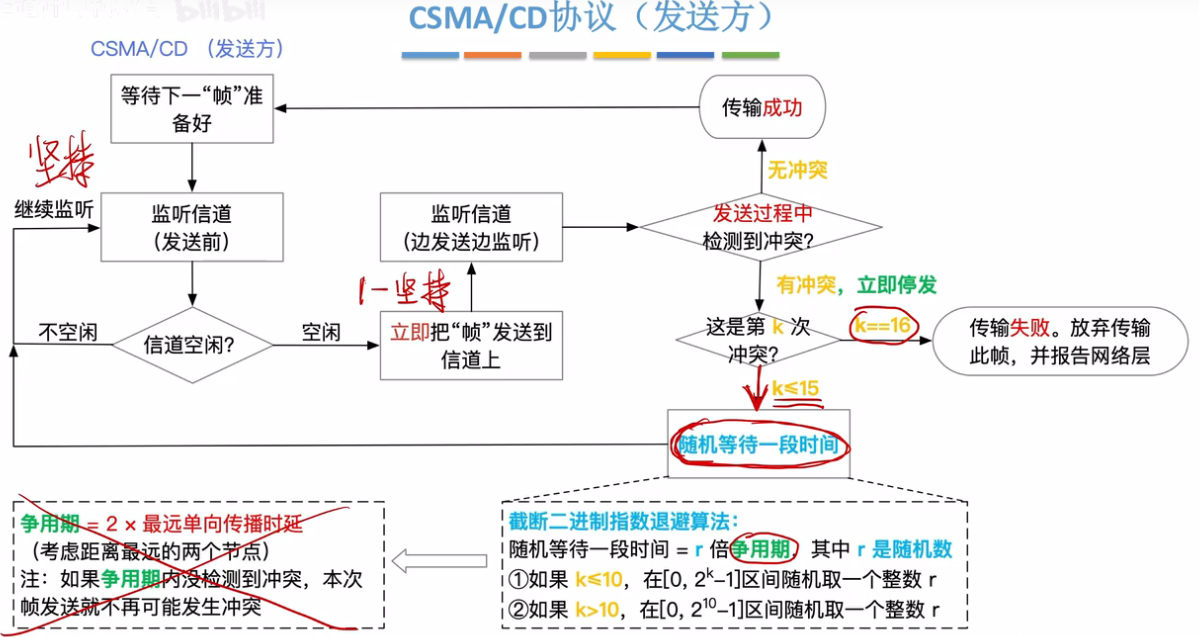 bilibili
CSMA/CD协议（发送方）
CSMA/CD （发送方）
等待下一“帧”准
备好
传输成功
坚持
无冲突
继续监听
监听信道
(发送前)
监听信道
(边发送边监听)
发送过程中
检测到冲突?
1-坚持
有冲突，立即停发
不空闲
信道空闲?
空闲
立即把“帧”发送到
信道上
这是第 k 次
冲突?
k==16
传输失败。放弃传输
此帧，并报告网络层
k≤15
随机等待一段时间
争用期 = 2 × 最远单向传播时延
（考虑距离最远的两个节点）
注：如果争用期内没检测到冲突，本次
帧发送就不再可能发生冲突
截断二进制指数退避算法：
随机等待一段时间 = r 倍争用期，其中 r 是随机数
①如果 k≤10，在[0, 2ᵏ–1]区间随机取一个整数 r
②如果 k>10，在[0, 2¹⁰–1]区间随机取一个整数 r